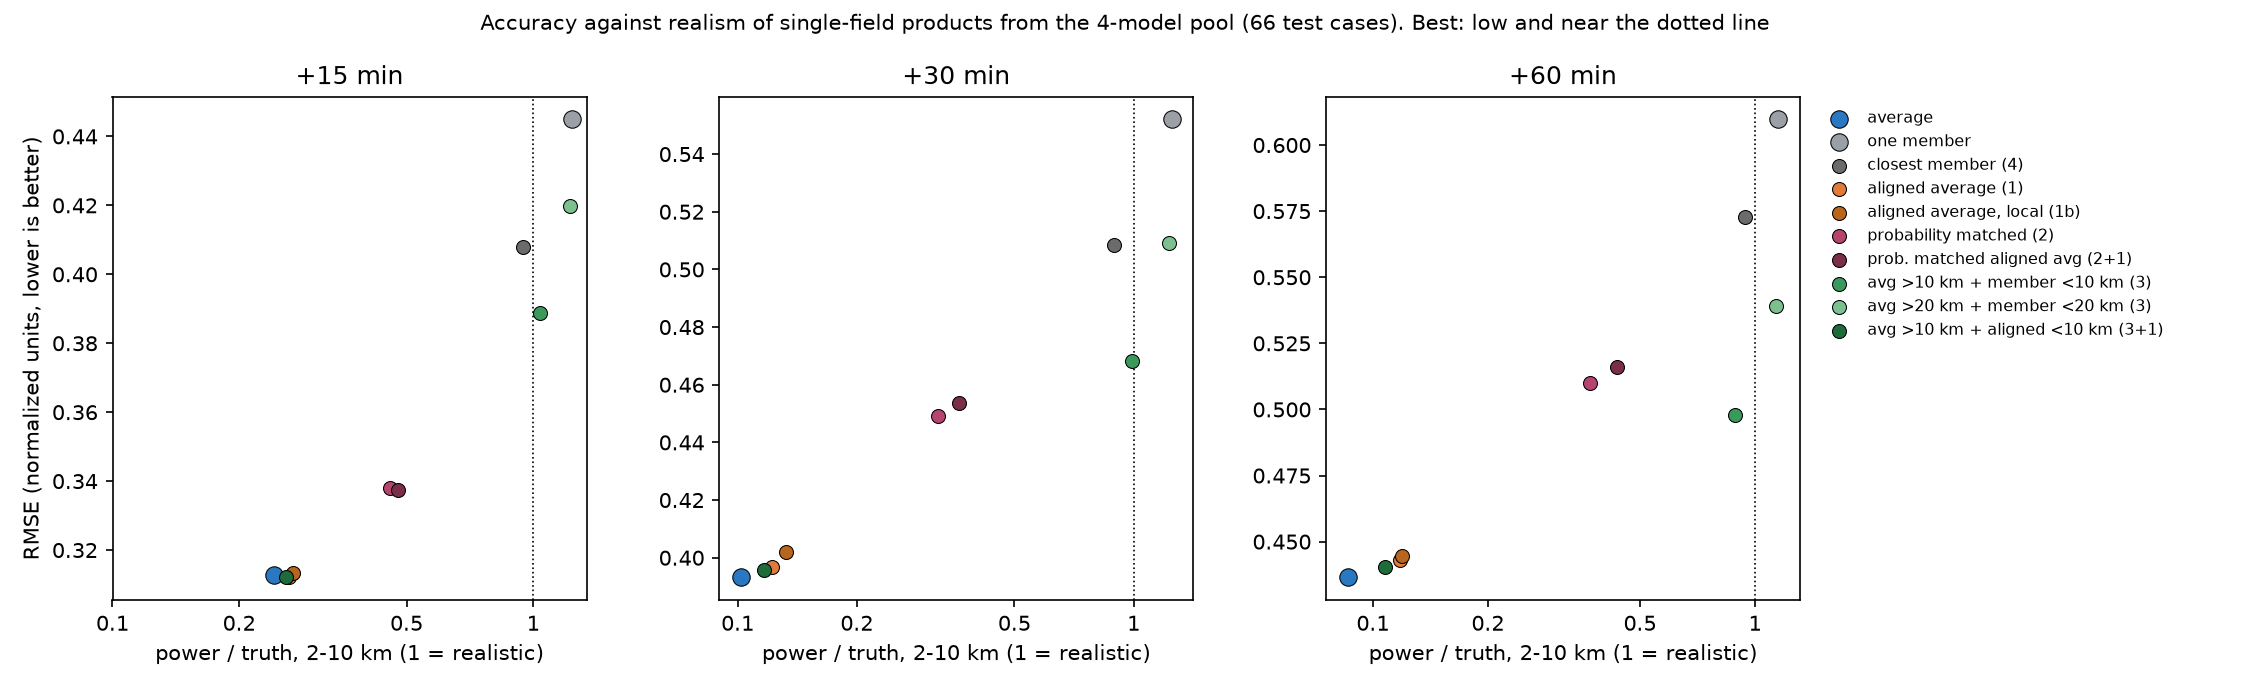 Accuracy against realism of single-field products from the 4-model pool (66 test cases). Best: low and near the dotted line
+15 min
RMSE (normalized units, lower is better)
0.44
0.42
0.40
0.38
0.36
0.34
0.32
0.1 0.2 0.5 1
power / truth, 2-10 km (1 = realistic)
+30 min
0.54
0.52
0.50
0.48
0.46
0.44
0.42
0.40
0.1 0.2 0.5 1
power / truth, 2-10 km (1 = realistic)
+60 min
0.600
0.575
0.550
0.525
0.500
0.475
0.450
0.1 0.2 0.5 1
power / truth, 2-10 km (1 = realistic)
average
one member
closest member (4)
aligned average (1)
aligned average, local (1b)
probability matched (2)
prob. matched aligned avg (2+1)
avg >10 km + member <10 km (3)
avg >20 km + member <20 km (3)
avg >10 km + aligned <10 km (3+1)